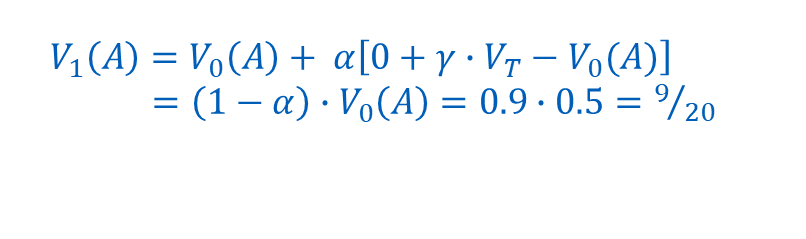 V₁(A) = V₀(A) + α[0 + γ · V_T − V₀(A)]
= (1 − α) · V₀(A) = 0.9 · 0.5 = 9/20